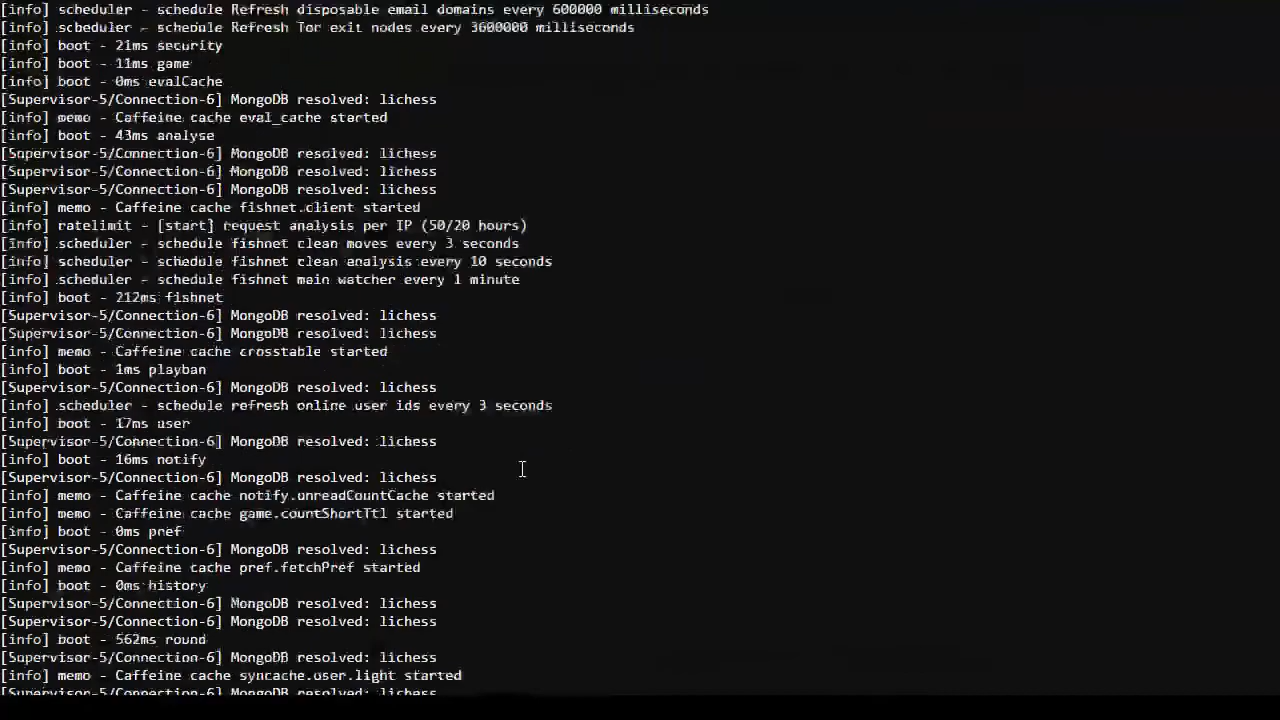 [info] scheduler - schedule Refresh disposable email domains every 600000 milliseconds
[info] scheduler - schedule Refresh Tor exit nodes every 3600000 milliseconds
[info] boot - 21ms security
[info] boot - 11ms game
[info] boot - 0ms evalCache
[Supervisor-5/Connection-6] MongoDB resolved: lichess
[info] memo - Caffeine cache eval_cache started
[info] boot - 43ms analyse
[Supervisor-5/Connection-6] MongoDB resolved: lichess
[Supervisor-5/Connection-6] MongoDB resolved: lichess
[Supervisor-5/Connection-6] MongoDB resolved: lichess
[info] memo - Caffeine cache fishnet.client started
[info] ratelimit - [start] request analysis per IP (50/20 hours)
[info] scheduler - schedule fishnet clean moves every 3 seconds
[info] scheduler - schedule fishnet clean analysis every 10 seconds
[info] scheduler - schedule fishnet main watcher every 1 minute
[info] boot - 212ms fishnet
[Supervisor-5/Connection-6] MongoDB resolved: lichess
[Supervisor-5/Connection-6] MongoDB resolved: lichess
[info] memo - Caffeine cache crosstable started
[info] boot - 1ms playban
[Supervisor-5/Connection-6] MongoDB resolved: lichess
[info] scheduler - schedule refresh online user ids every 3 seconds
[info] boot - 17ms user
[Supervisor-5/Connection-6] MongoDB resolved: lichess
[info] boot - 16ms notify
[Supervisor-5/Connection-6] MongoDB resolved: lichess
[info] memo - Caffeine cache notify.unreadCountCache started
[info] memo - Caffeine cache game.countShortTtl started
[info] boot - 0ms pref
[Supervisor-5/Connection-6] MongoDB resolved: lichess
[info] memo - Caffeine cache pref.fetchPref started
[info] boot - 0ms history
[Supervisor-5/Connection-6] MongoDB resolved: lichess
[Supervisor-5/Connection-6] MongoDB resolved: lichess
[info] boot - 562ms round
[Supervisor-5/Connection-6] MongoDB resolved: lichess
[info] memo - Caffeine cache syncache.user.light started
[Supervisor-5/Connection-6] MongoDB resolved: lichess